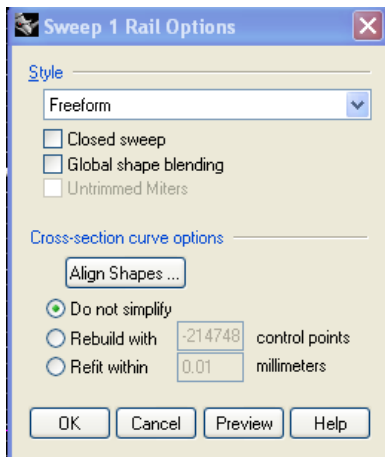 Sweep 1 Rail Options
Style
Freeform
Closed sweep
Global shape blending
Untrimmed Miters
Cross-section curve options
Align Shapes ...
Do not simplify
Rebuild with -214748 control points
Refit within 0.01 millimeters
OK Cancel Preview Help